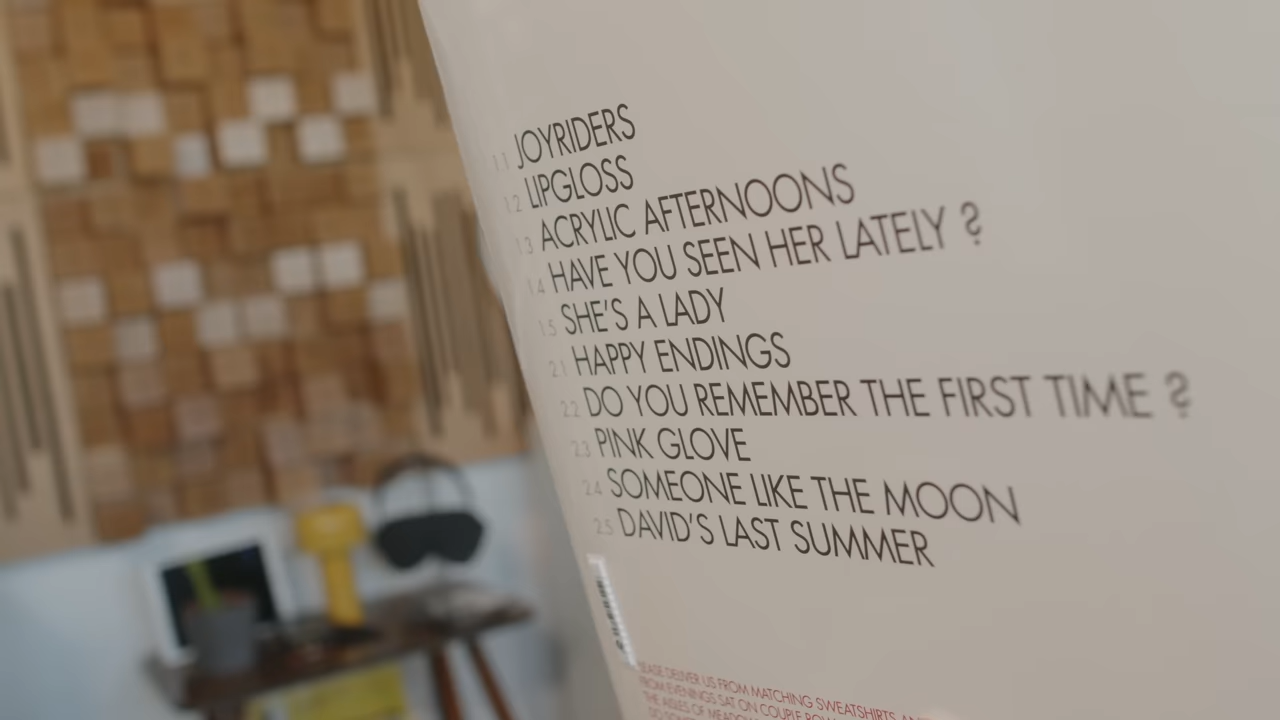 1.1 JOYRIDERS
1.2 LIPGLOSS
1.3 ACRYLIC AFTERNOONS
1.4 HAVE YOU SEEN HER LATELY ?
1.5 SHE'S A LADY
2.1 HAPPY ENDINGS
2.2 DO YOU REMEMBER THE FIRST TIME ?
2.3 PINK GLOVE
2.4 SOMEONE LIKE THE MOON
2.5 DAVID'S LAST SUMMER
DELIVER US FROM MATCHING SWEATSHIRTS
FROM EVENINGS SAT ON COUPLE
THE AISLES OF